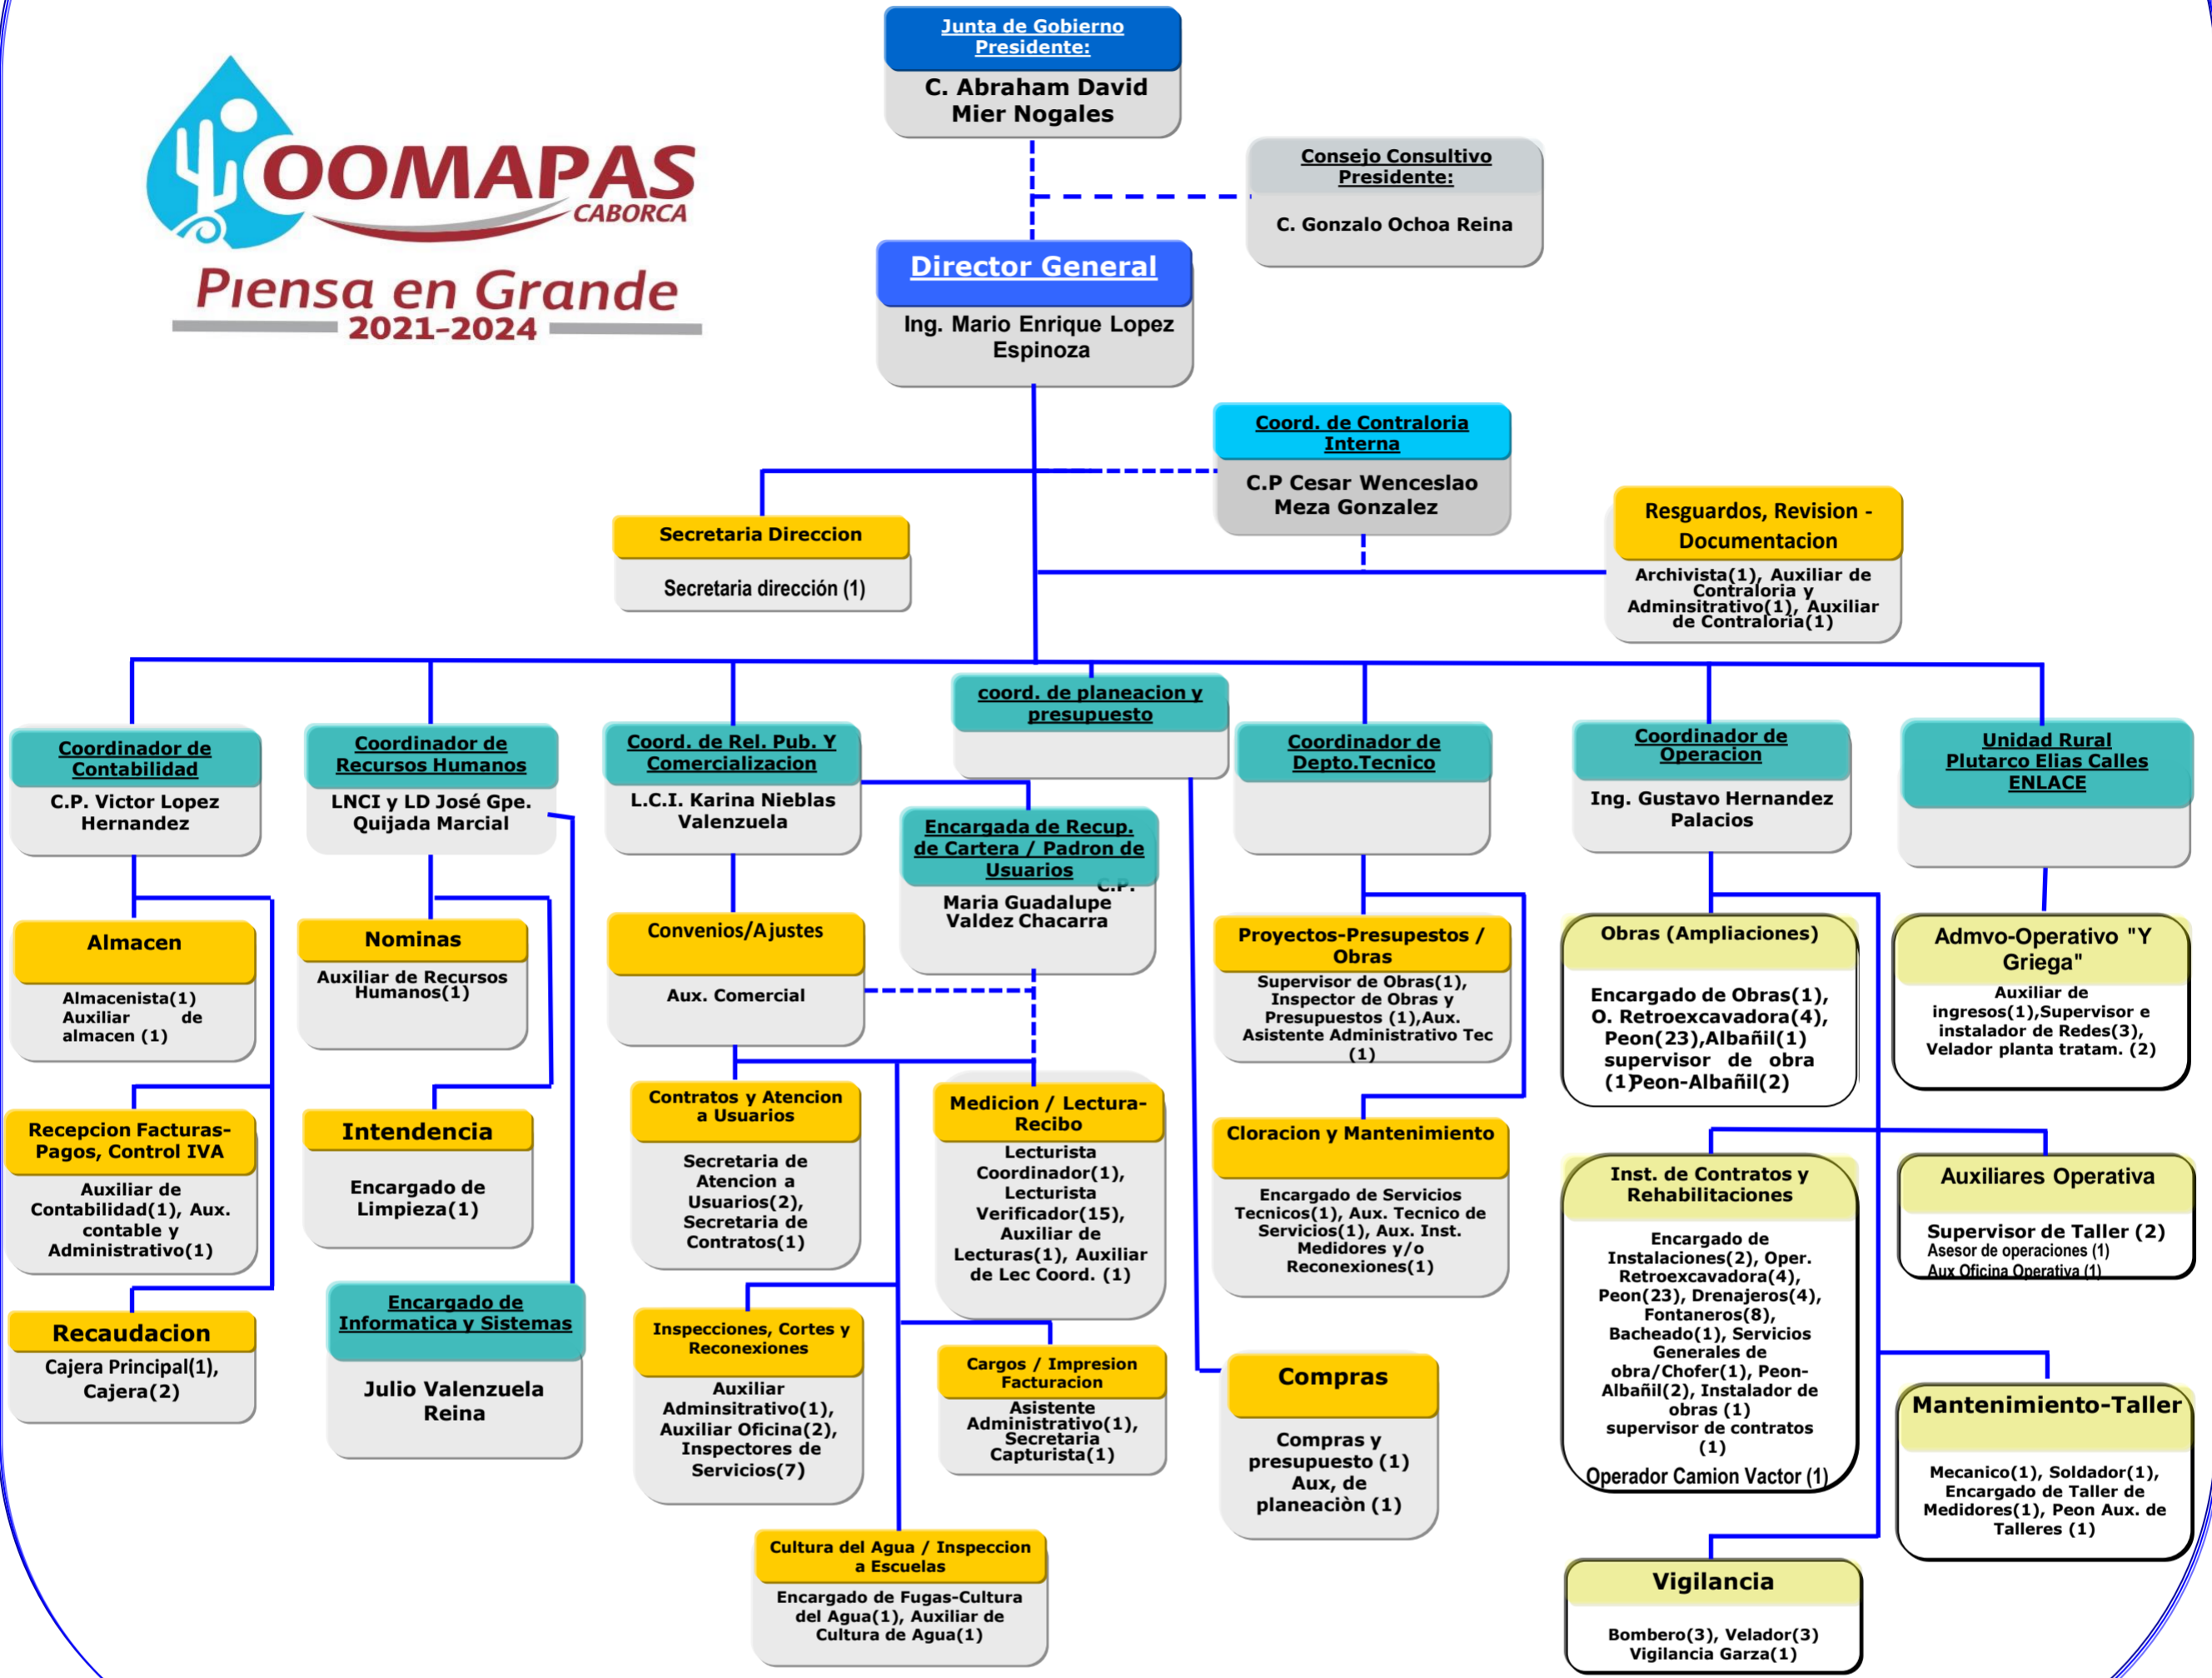 Junta de Gobierno
Presidente:
C. Abraham David
Mier Nogales
OOMAPAS
CABORCA
Piensa en Grande
2021-2024
Consejo Consultivo
Presidente:
C. Gonzalo Ochoa Reina
Director General
Ing. Mario Enrique Lopez
Espinoza
Coord. de Contraloria
Interna
C.P Cesar Wenceslao
Meza Gonzalez
Secretaria Direccion
Secretaria dirección (1)
Resguardos, Revision -
Documentacion
Archivista(1), Auxiliar de
Contraloria y
Adminsitrativo(1), Auxiliar
de Contraloria(1)
Coordinador de
Contabilidad
C.P. Victor Lopez
Hernandez
Coordinador de
Recursos Humanos
LNCI y LD José Gpe.
Quijada Marcial
Coord. de Rel. Pub. Y
Comercializacion
L.C.I. Karina Nieblas
Valenzuela
coord. de planeacion y
presupuesto
Encargada de Recup.
de Cartera / Padron de
Usuarios
C.P.
Maria Guadalupe
Valdez Chacarra
Coordinador de
Depto.Tecnico
Coordinador de
Operacion
Ing. Gustavo Hernandez
Palacios
Unidad Rural
Plutarco Elias Calles
ENLACE
Almacen
Almacenista(1)
Auxiliar de
almacen (1)
Nominas
Auxiliar de Recursos
Humanos(1)
Convenios/Ajustes
Aux. Comercial
Proyectos-Presupestos /
Obras
Supervisor de Obras(1),
Inspector de Obras y
Presupuestos (1),Aux.
Asistente Administrativo Tec
(1)
Obras (Ampliaciones)
Encargado de Obras(1),
O. Retroexcavadora(4),
Peon(23),Albañil(1)
supervisor de obra
(1)Peon-Albañil(2)
Admvo-Operativo "Y
Griega"
Auxiliar de
ingresos(1),Supervisor e
instalador de Redes(3),
Velador planta tratam. (2)
Recepcion Facturas-
Pagos, Control IVA
Auxiliar de
Contabilidad(1), Aux.
contable y
Administrativo(1)
Intendencia
Encargado de
Limpieza(1)
Contratos y Atencion
a Usuarios
Secretaria de
Atencion a
Usuarios(2),
Secretaria de
Contratos(1)
Medicion / Lectura-
Recibo
Lecturista
Coordinador(1),
Lecturista
Verificador(15),
Auxiliar de
Lecturas(1), Auxiliar
de Lec Coord. (1)
Cloracion y Mantenimiento
Encargado de Servicios
Tecnicos(1), Aux. Tecnico de
Servicios(1), Aux. Inst.
Medidores y/o
Reconexiones(1)
Inst. de Contratos y
Rehabilitaciones
Encargado de
Instalaciones(2), Oper.
Retroexcavadora(4),
Peon(23), Drenajeros(4),
Fontaneros(8),
Bacheado(1), Servicios
Generales de
obra/Chofer(1), Peon-
Albañil(2), Instalador de
obras (1)
supervisor de contratos
(1)
Operador Camion Vactor (1)
Auxiliares Operativa
Supervisor de Taller (2)
Asesor de operaciones (1)
Aux Oficina Operativa (1)
Recaudacion
Cajera Principal(1),
Cajera(2)
Encargado de
Informatica y Sistemas
Julio Valenzuela
Reina
Inspecciones, Cortes y
Reconexiones
Auxiliar
Adminsitrativo(1),
Auxiliar Oficina(2),
Inspectores de
Servicios(7)
Cargos / Impresion
Facturacion
Asistente
Administrativo(1),
Secretaria
Capturista(1)
Compras
Compras y
presupuesto (1)
Aux, de
planeaciòn (1)
Mantenimiento-Taller
Mecanico(1), Soldador(1),
Encargado de Taller de
Medidores(1), Peon Aux. de
Talleres (1)
Cultura del Agua / Inspeccion
a Escuelas
Encargado de Fugas-Cultura
del Agua(1), Auxiliar de
Cultura de Agua(1)
Vigilancia
Bombero(3), Velador(3)
Vigilancia Garza(1)